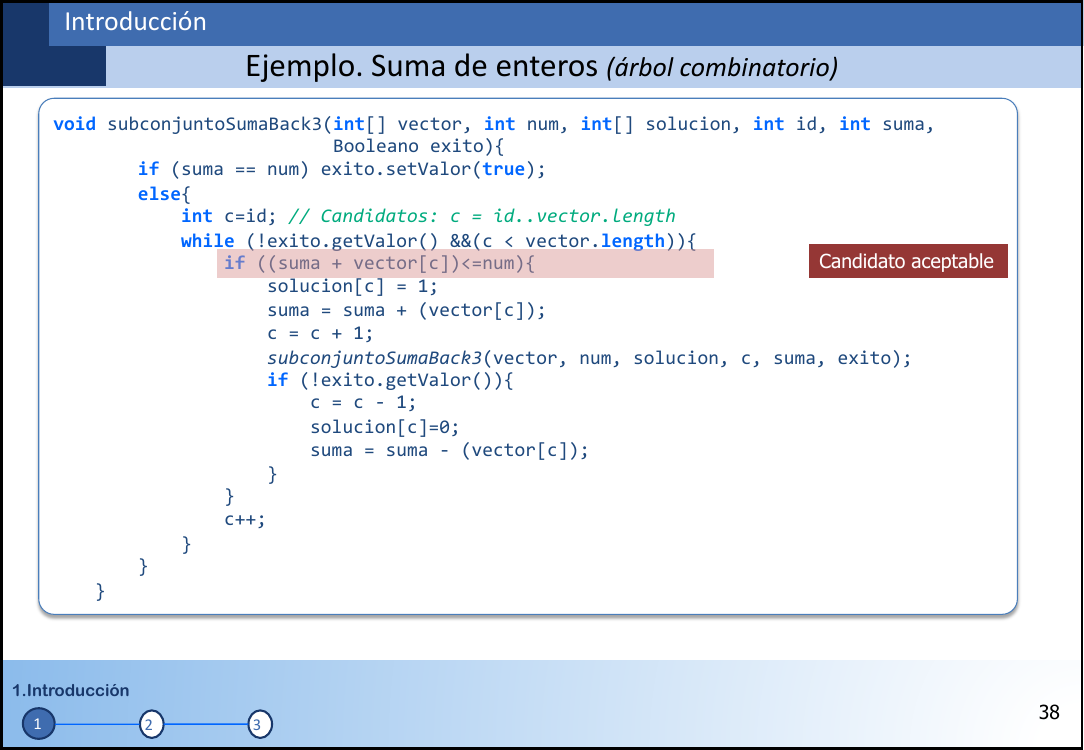 Introducción
Ejemplo. Suma de enteros (árbol combinatorio)
void subconjuntoSumaBack3(int[] vector, int num, int[] solucion, int id, int suma,
Booleano exito){
if (suma == num) exito.setValor(true);
else{
int c=id; // Candidatos: c = id..vector.length
while (!exito.getValor() &&(c < vector.length)){
if ((suma + vector[c])<=num){
Candidato aceptable
solucion[c] = 1;
suma = suma + (vector[c]);
c = c + 1;
subconjuntoSumaBack3(vector, num, solucion, c, suma, exito);
if (!exito.getValor()){
c = c - 1;
solucion[c]=0;
suma = suma - (vector[c]);
}
}
c++;
}
}
}
1.Introducción
1 2 3
38